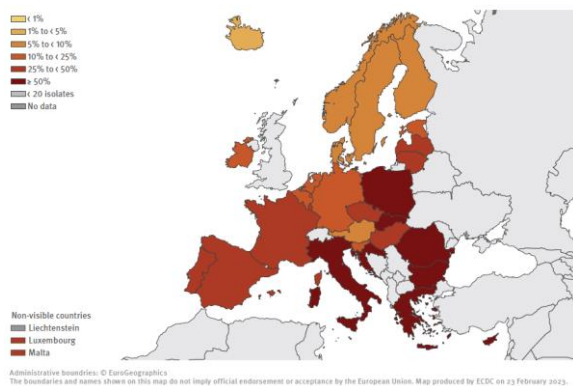 < 1%
1% to < 5%
5% to < 10%
10% to < 25%
25% to < 50%
≥ 50%
< 20 isolates
No data
Non-visible countries
Liechtenstein
Luxembourg
Malta
Administrative boundries: © EuroGeographics
The boundaries and names shown on this map do not imply official endorsement or acceptance by the European Union. Map produced by ECDC on 23 February 2023.